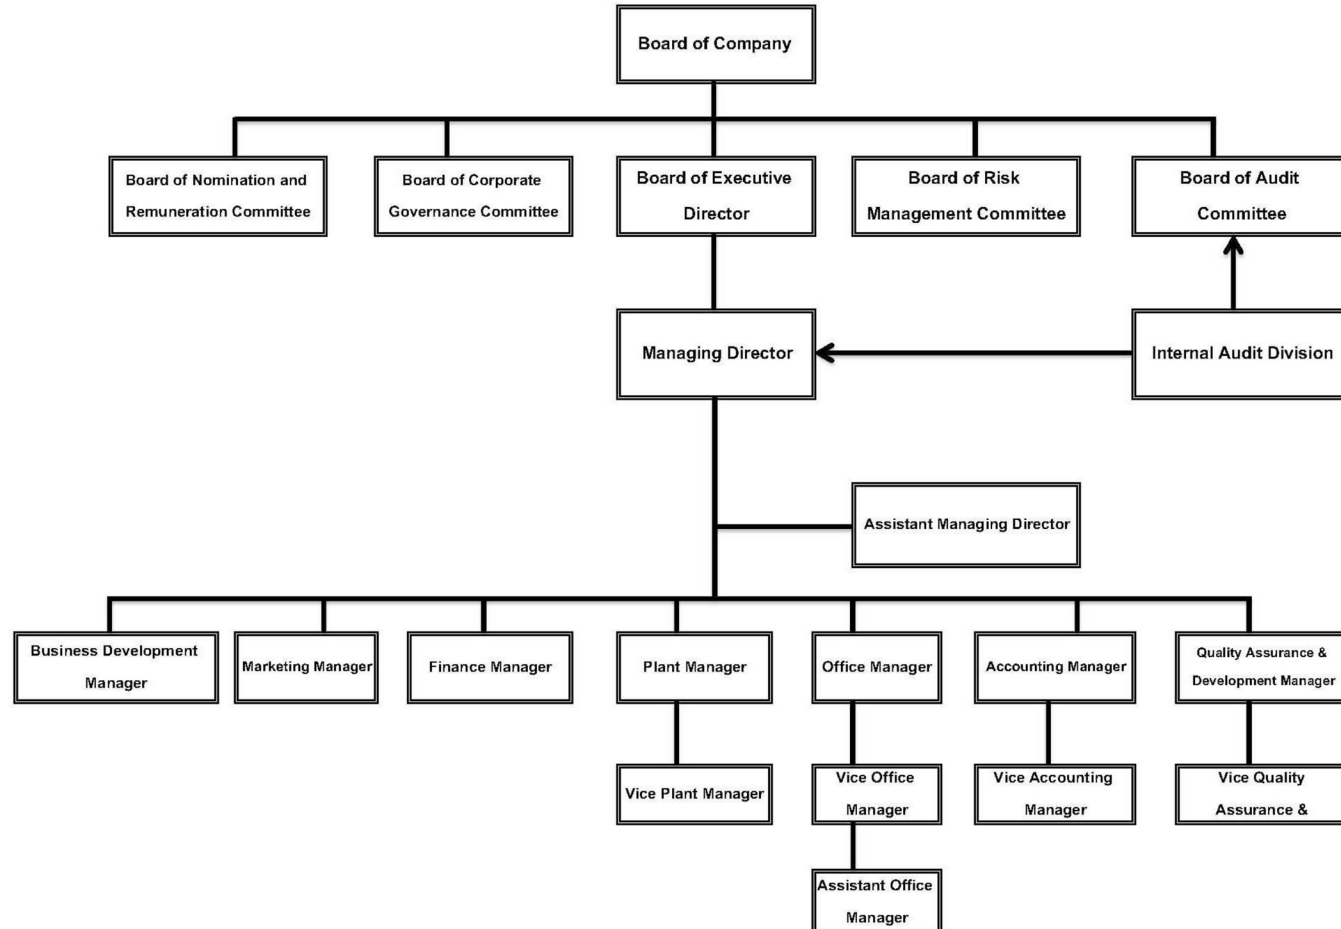 Board of Company
Board of Nomination and
Remuneration Committee
Board of Corporate
Governance Committee
Board of Executive
Director
Board of Risk
Management Committee
Board of Audit
Committee
Managing Director
Internal Audit Division
Assistant Managing Director
Business Development
Manager
Marketing Manager
Finance Manager
Plant Manager
Office Manager
Accounting Manager
Quality Assurance &
Development Manager
Vice Plant Manager
Vice Office
Manager
Vice Accounting
Manager
Vice Quality
Assurance &
Assistant Office
Manager